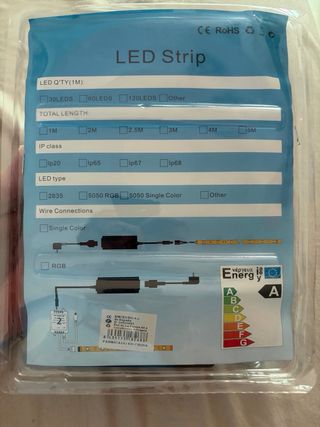 CE RoHS
LED Strip
LED Q'TY(1M)
30LEDS 60LEDS 120LEDS Other
TOTAL LENGTH:
1M 2M 2.5M 3M 4M 5M
IP class
Ip20 Ip65 Ip67 Ip68
LED type
2835 5050 RGB 5050 Single Color Other
Wire Connections
Single Color
RGB
Energ
A
A
B
C
D
E
F
G
2